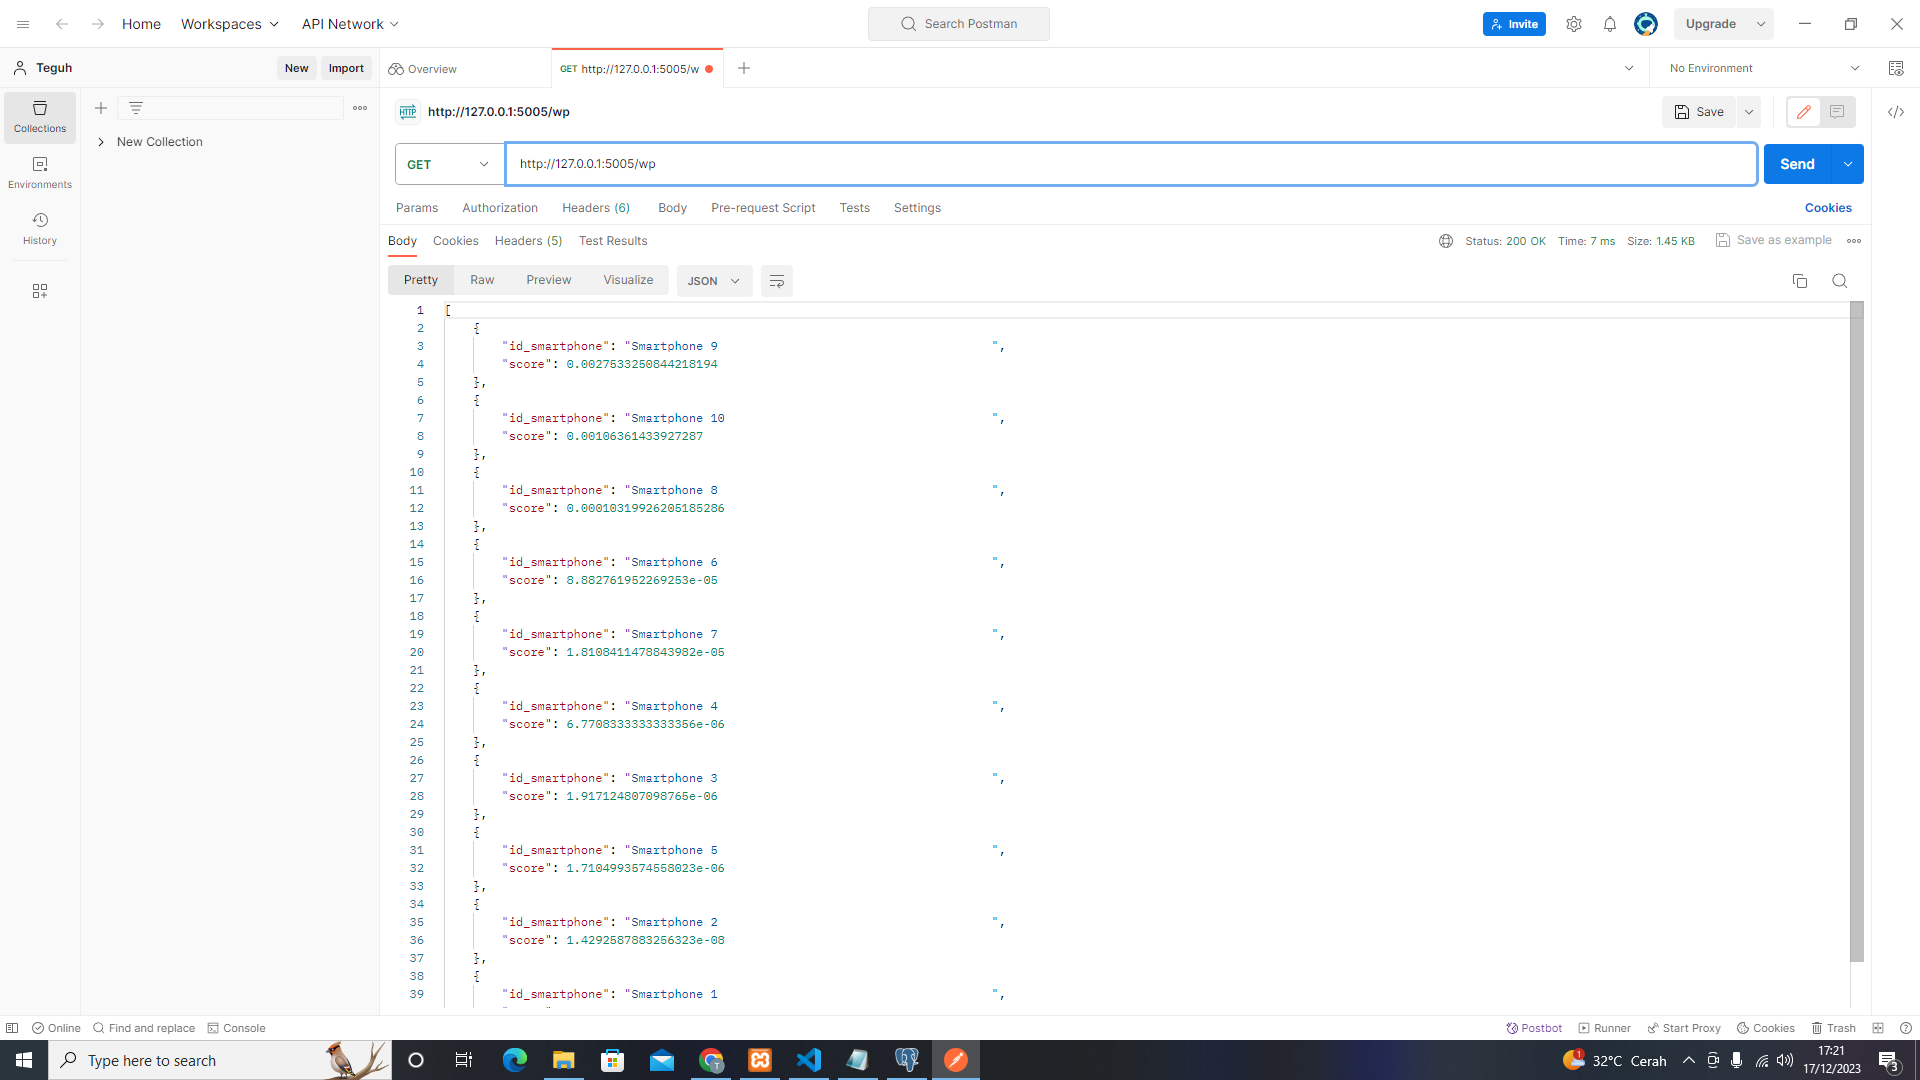 Home Workspaces API Network Search Postman Invite Upgrade
Teguh New Import Overview GET http://127.0.0.1:5005/w No Environment
HTTP http://127.0.0.1:5005/wp Save
Collections
New Collection
GET http://127.0.0.1:5005/wp Send
Environments
Params Authorization Headers (6) Body Pre-request Script Tests Settings Cookies
History
Body Cookies Headers (5) Test Results Status: 200 OK Time: 7 ms Size: 1.45 KB Save as example
Pretty Raw Preview Visualize JSON
1 [
2 {
3 "id_smartphone": "Smartphone 9 ",
4 "score": 0.0027533250844218194
5 },
6 {
7 "id_smartphone": "Smartphone 10 ",
8 "score": 0.00106361433927287
9 },
10 {
11 "id_smartphone": "Smartphone 8 ",
12 "score": 0.00010319926205185286
13 },
14 {
15 "id_smartphone": "Smartphone 6 ",
16 "score": 8.882761952269253e-05
17 },
18 {
19 "id_smartphone": "Smartphone 7 ",
20 "score": 1.8108411478843982e-05
21 },
22 {
23 "id_smartphone": "Smartphone 4 ",
24 "score": 6.7708333333333356e-06
25 },
26 {
27 "id_smartphone": "Smartphone 3 ",
28 "score": 1.917124807098765e-06
29 },
30 {
31 "id_smartphone": "Smartphone 5 ",
32 "score": 1.7104993574558023e-06
33 },
34 {
35 "id_smartphone": "Smartphone 2 ",
36 "score": 1.4292587883256323e-08
37 },
38 {
39 "id_smartphone": "Smartphone 1 ",
Online Find and replace Console Postbot Runner Start Proxy Cookies Trash
Type here to search 1 32°C Cerah 17:21
17/12/2023 3